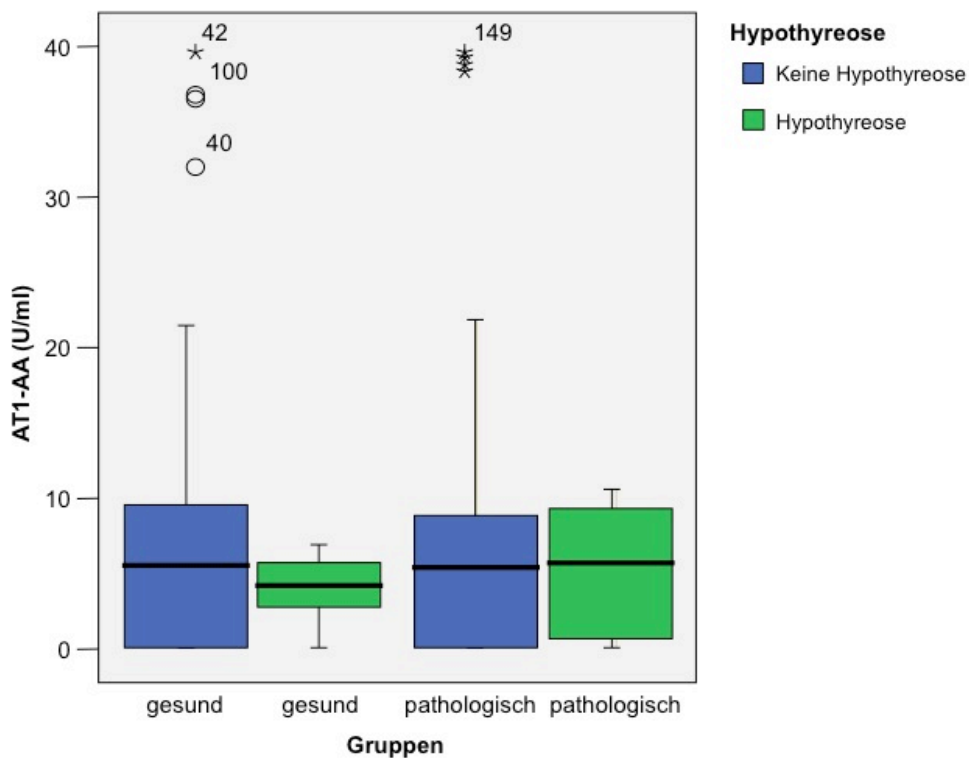 Hypothyreose
Keine Hypothyreose
Hypothyreose
AT1-AA (U/ml)
40
30
20
10
0
42
100
40
149
gesund
gesund
pathologisch
pathologisch
Gruppen